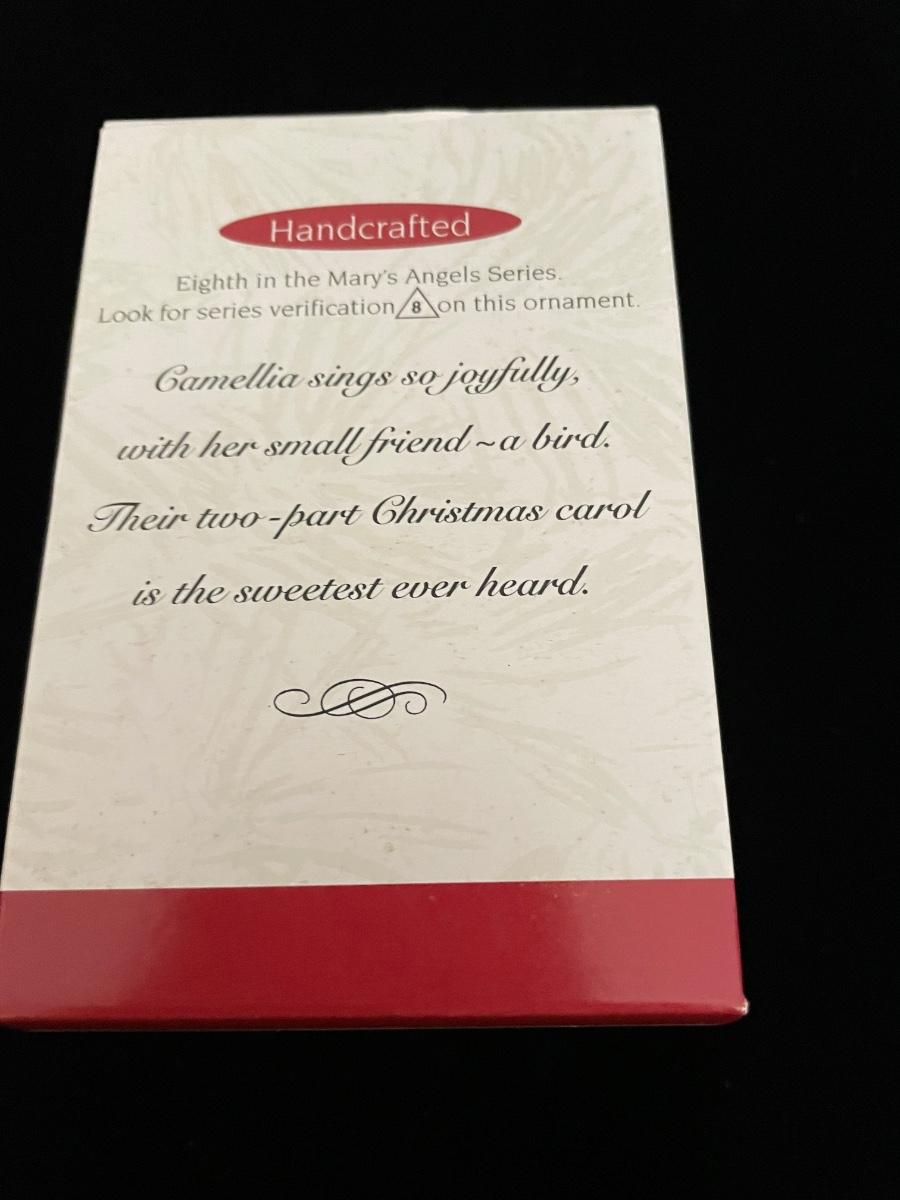 Handcrafted
Eighth in the Mary's Angels Series.
Look for series verification 8 on this ornament.
Camellia sings so joyfully,
with her small friend ~ a bird.
Their two-part Christmas carol
is the sweetest ever heard.